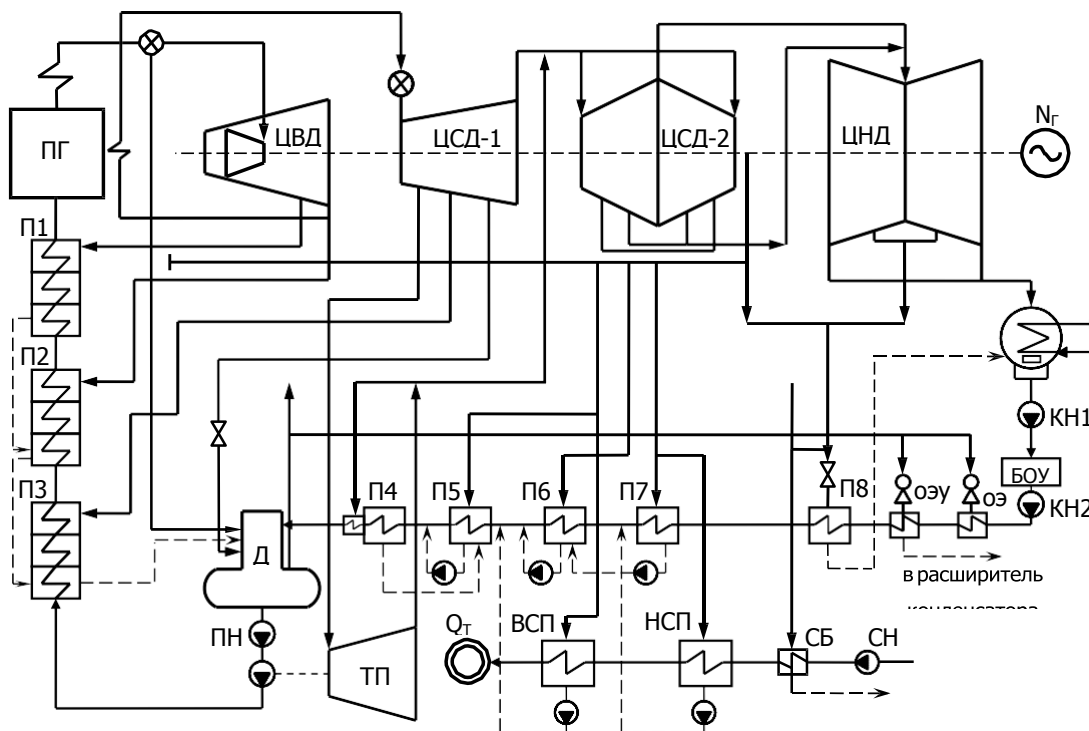 ПГ
ЦВД
ЦСД-1
ЦСД-2
ЦНД
NГ
П1
П2
П3
КН1
БОУ
КН2
П4
П5
П6
П7
П8
оэу
оэ
Д
в расширитель
конденсатора
ПН
ТП
QТ
ВСП
НСП
СБ
СН